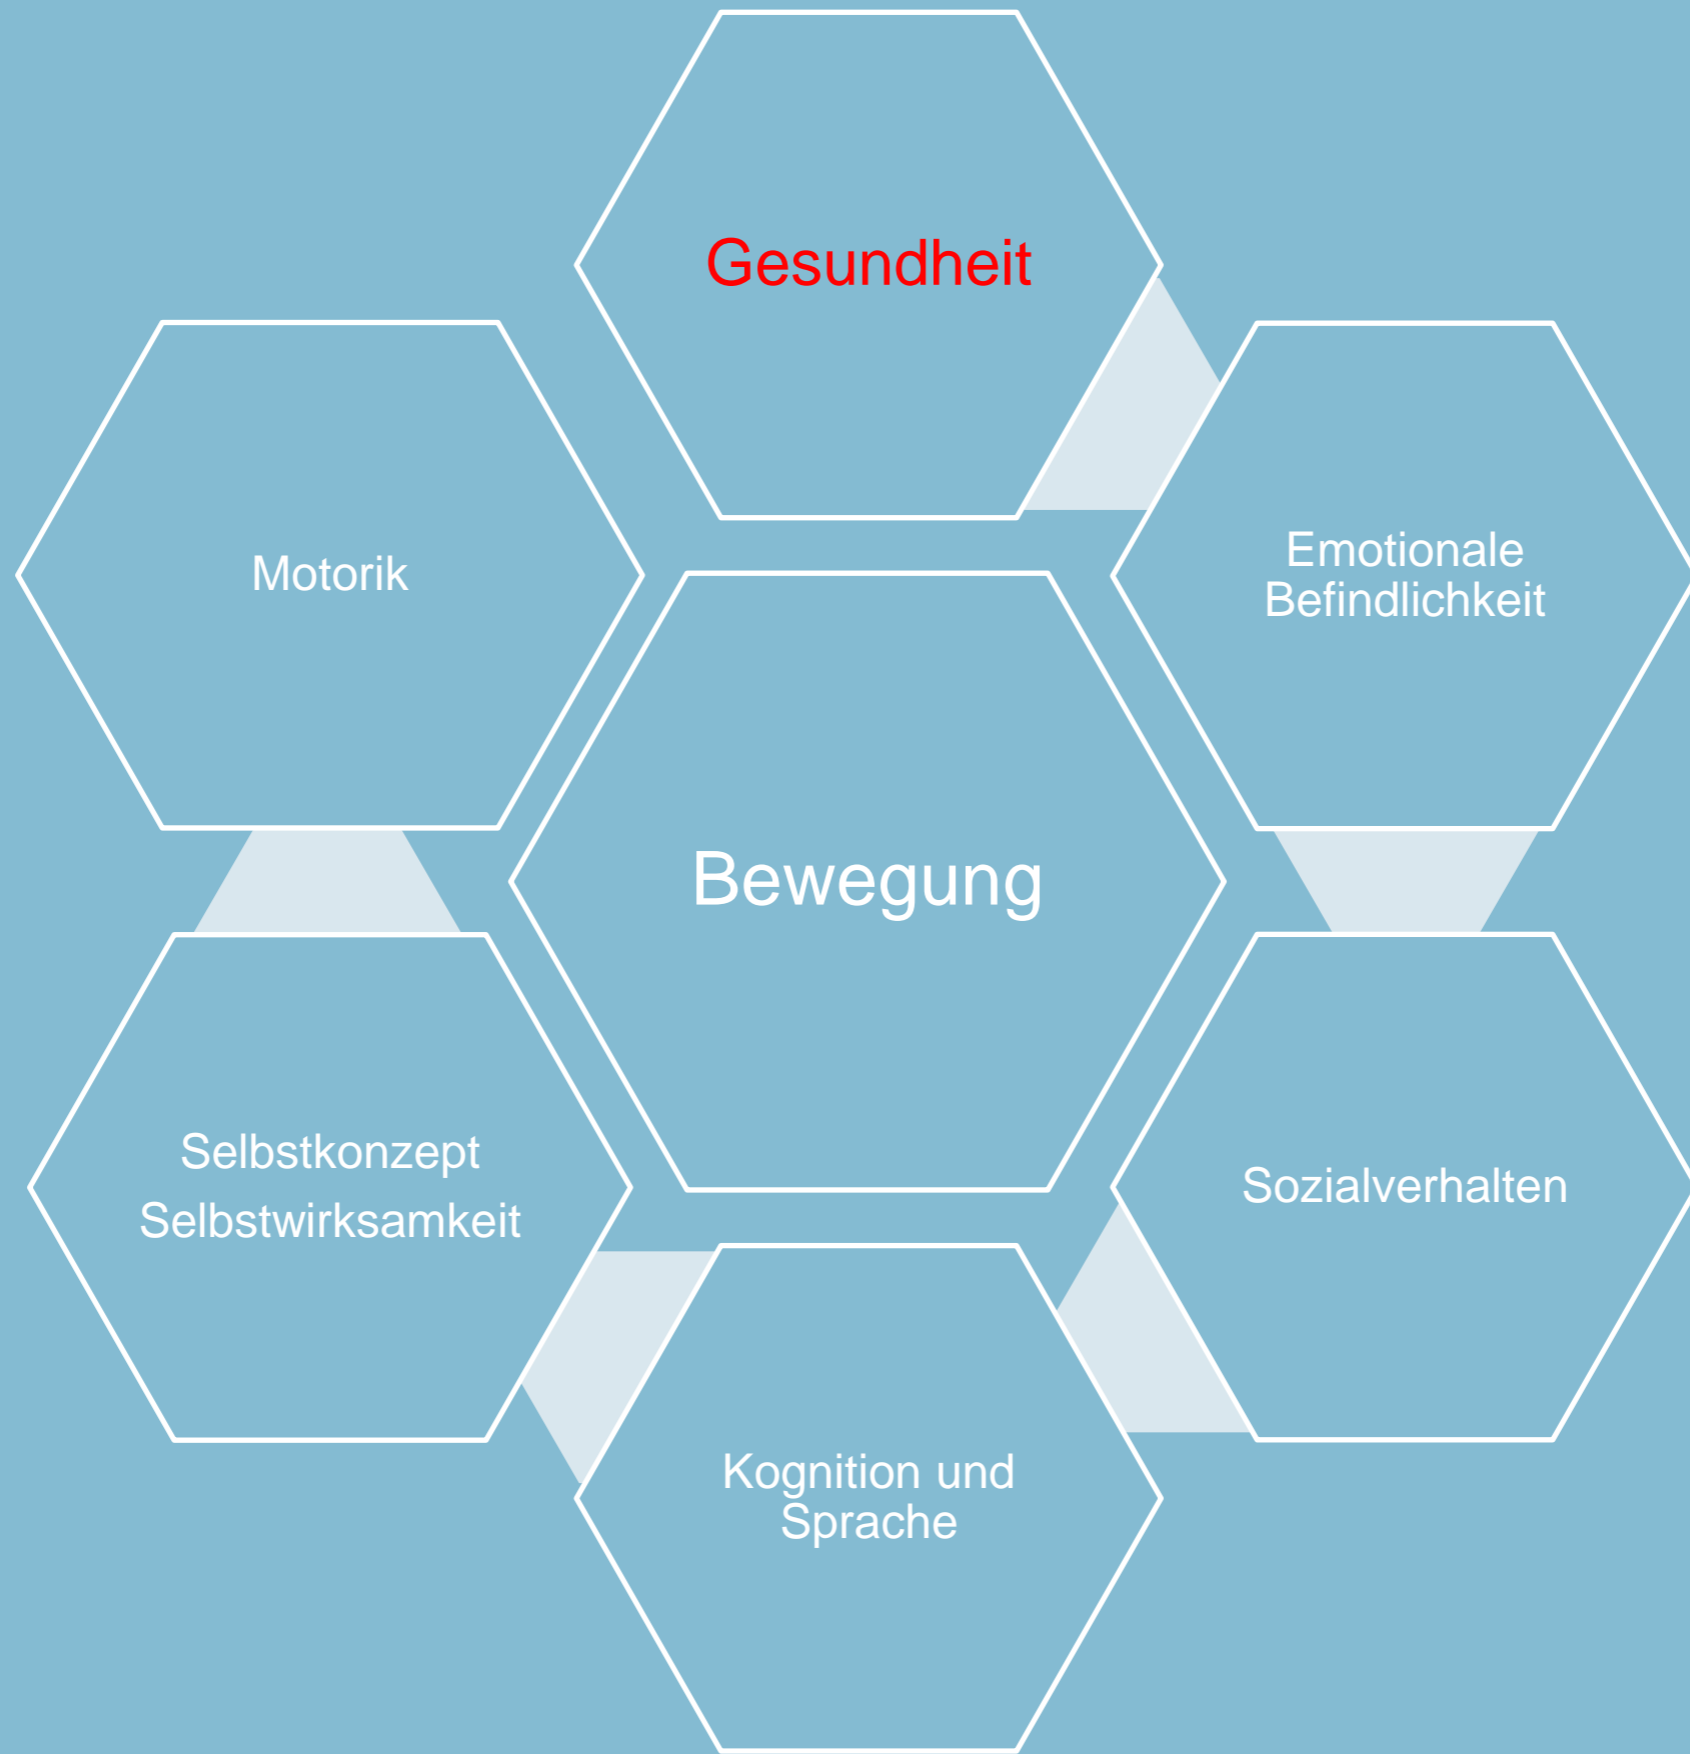 Gesundheit
Motorik
Emotionale
Befindlichkeit
Bewegung
Selbstkonzept
Selbstwirksamkeit
Sozialverhalten
Kognition und
Sprache